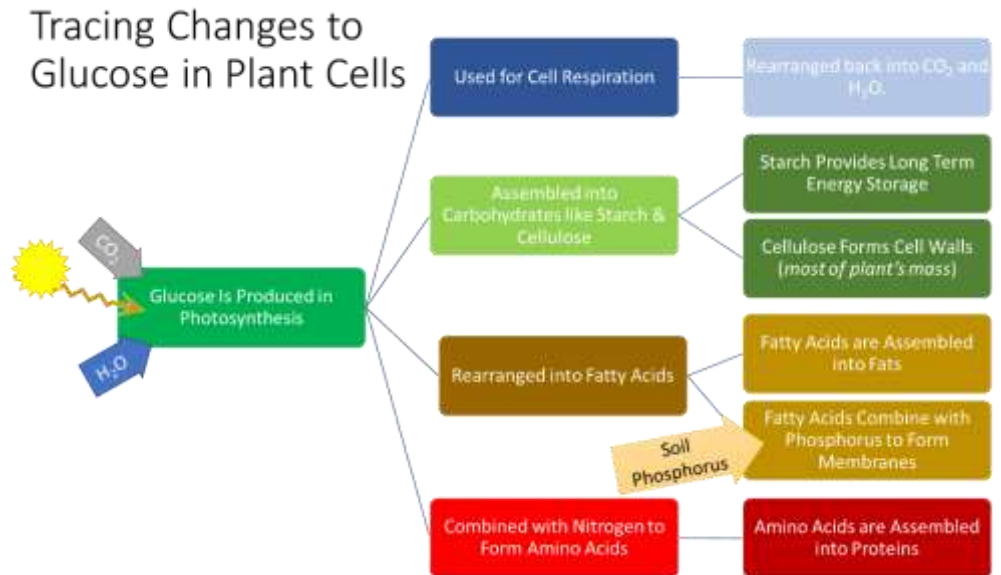 Tracing Changes to
Glucose in Plant Cells
Used for Cell Respiration
Rearranged back into CO₂ and
H₂O.
Assembled into
Carbohydrates like Starch &
Cellulose
Starch Provides Long Term
Energy Storage
Cellulose Forms Cell Walls
(most of plant's mass)
CO₂
H₂O
Glucose Is Produced in
Photosynthesis
Rearranged into Fatty Acids
Fatty Acids are Assembled
into Fats
Soil
Phosphorus
Fatty Acids Combine with
Phosphorus to Form
Membranes
Combined with Nitrogen to
Form Amino Acids
Amino Acids are Assembled
into Proteins